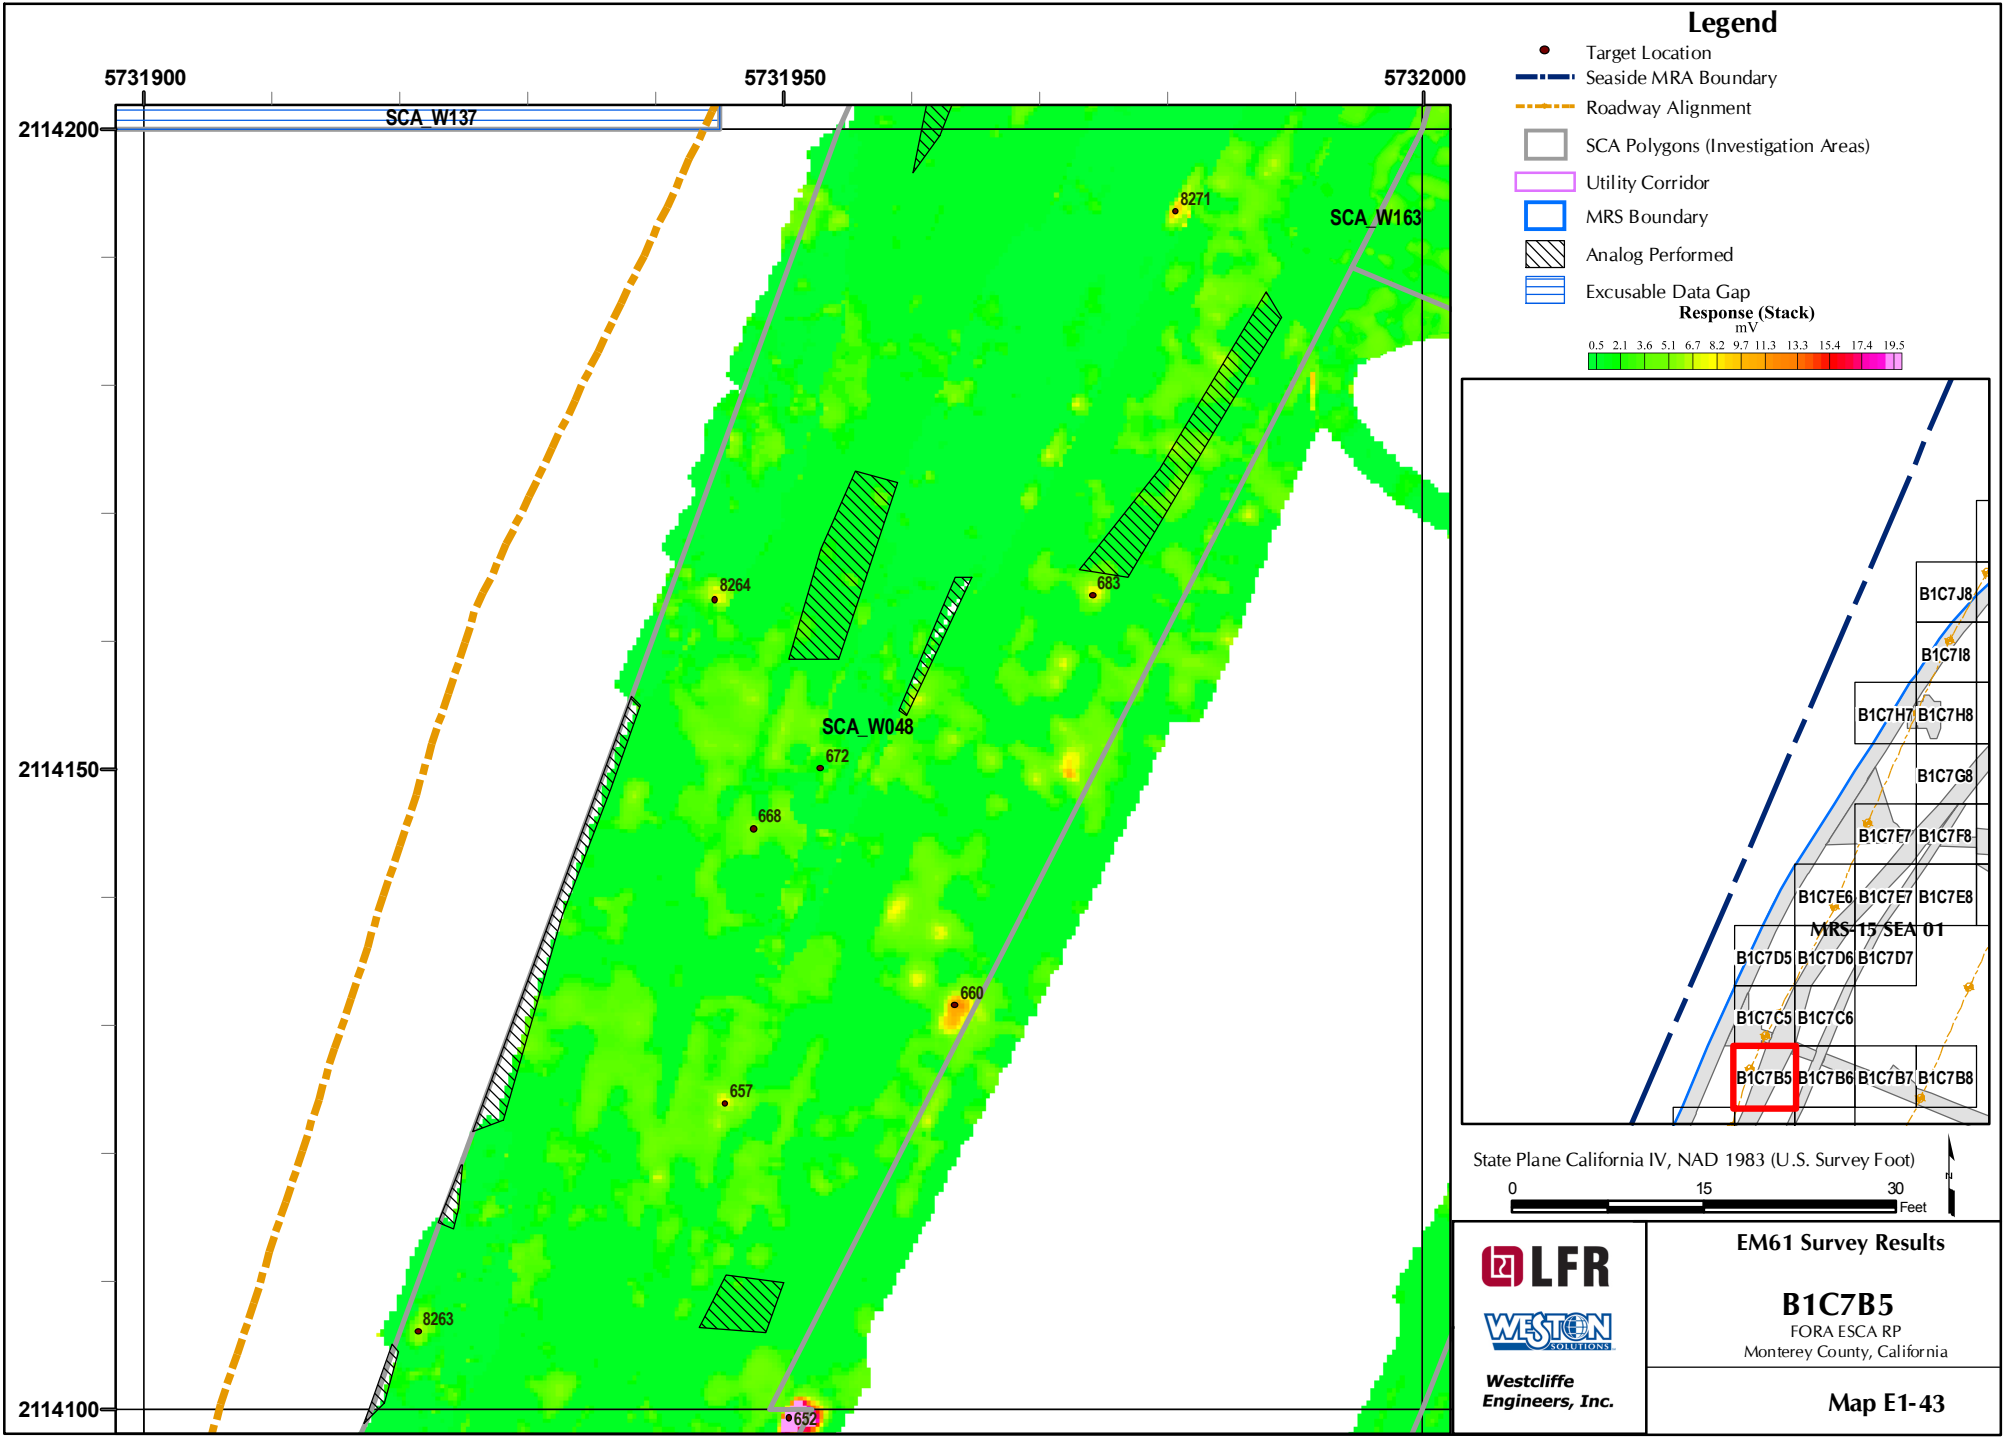 Legend
Target Location
Seaside MRA Boundary
Roadway Alignment
SCA Polygons (Investigation Areas)
Utility Corridor
MRS Boundary
Analog Performed
Excusable Data Gap
Response (Stack)
mV
0.5 2.1 3.6 5.1 6.7 8.2 9.7 11.3 13.3 15.4 17.4 19.5
5731900 5731950 5732000
2114200
2114150
2114100
SCA_W137
8271
SCA_W163
8264
683
SCA_W048
672
668
660
657
8263
652
B1C7J8
B1C7I8
B1C7H7 B1C7H8
B1C7G8
B1C7F7 B1C7F8
B1C7E6 B1C7E7 B1C7E8
MRS-15 SEA 01
B1C7D5 B1C7D6 B1C7D7
B1C7C5 B1C7C6
B1C7B5 B1C7B6 B1C7B7 B1C7B8
State Plane California IV, NAD 1983 (U.S. Survey Foot)
0 15 30
Feet
N
LFR
WESTON
SOLUTIONS
Westcliffe
Engineers, Inc.
EM61 Survey Results
B1C7B5
FORA ESCA RP
Monterey County, California
Map E1-43